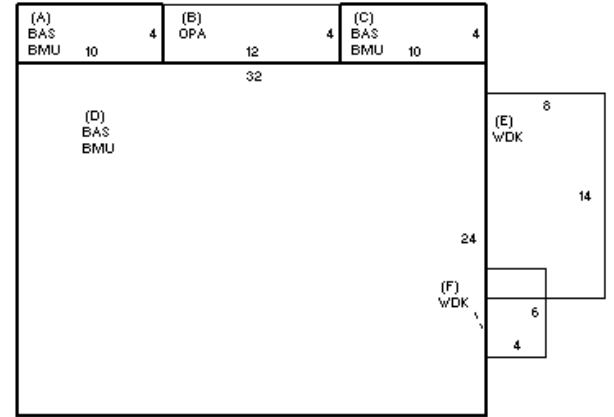 (A)
BAS
BMU 10 4
(B)
OPA 4
12
(C)
BAS
BMU 10 4
32
(D)
BAS
BMU
8
(E)
WDK
14
24
(F)
WDK
6
4